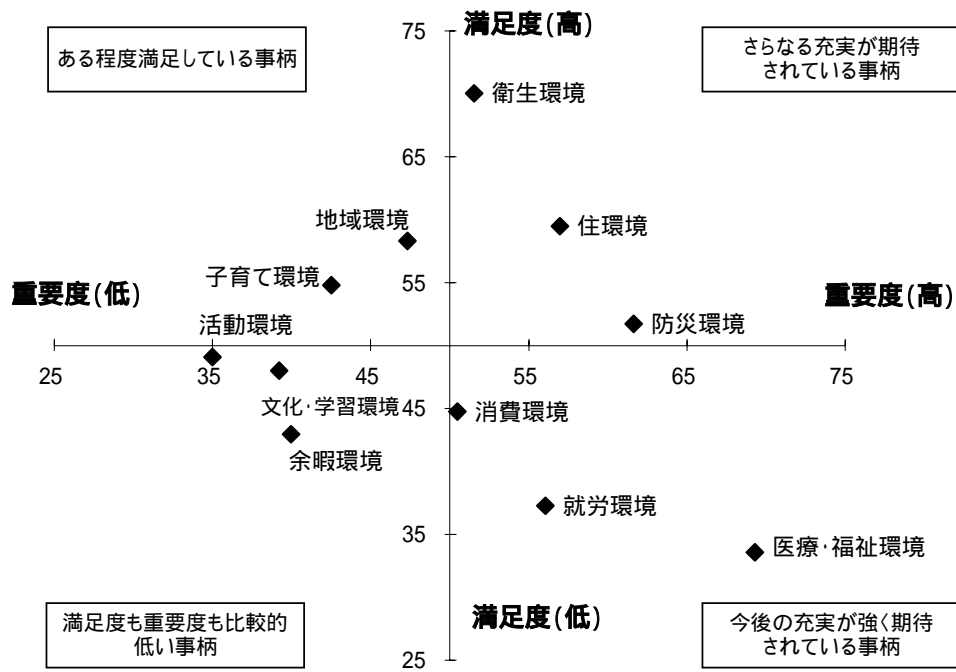 満足度(高)
75
ある程度満足している事柄
さらなる充実が期待
されている事柄
衛生環境
65
地域環境
住環境
子育て環境
55
重要度(低)
重要度(高)
活動環境
防災環境
25
35
45
55
65
75
文化・学習環境
45
消費環境
余暇環境
就労環境
35
医療・福祉環境
満足度も重要度も比較的
低い事柄
満足度(低)
今後の充実が強く期待
されている事柄
25